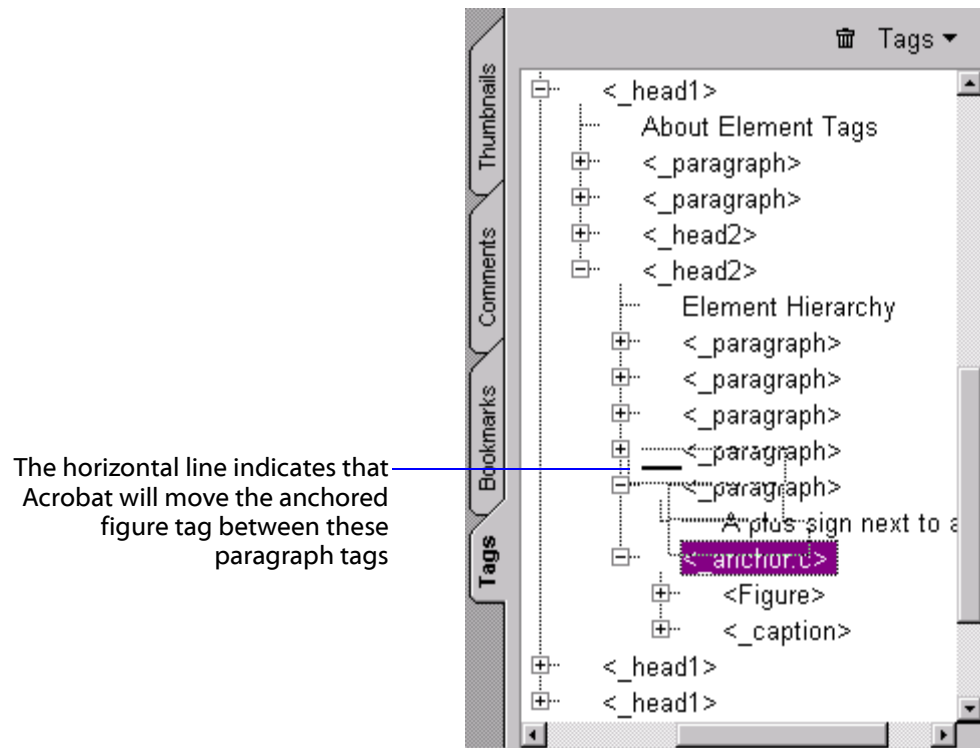 Tags
Thumbnails
Comments
Bookmarks
Tags
<_head1>
About Element Tags
<_paragraph>
<_paragraph>
<_head2>
<_head2>
Element Hierarchy
<_paragraph>
<_paragraph>
<_paragraph>
<_paragraph>
<_paragraph>
A plus sign next to a
<_anchor.c>
<Figure>
<_caption>
<_head1>
<_head1>
The horizontal line indicates that
Acrobat will move the anchored
figure tag between these
paragraph tags